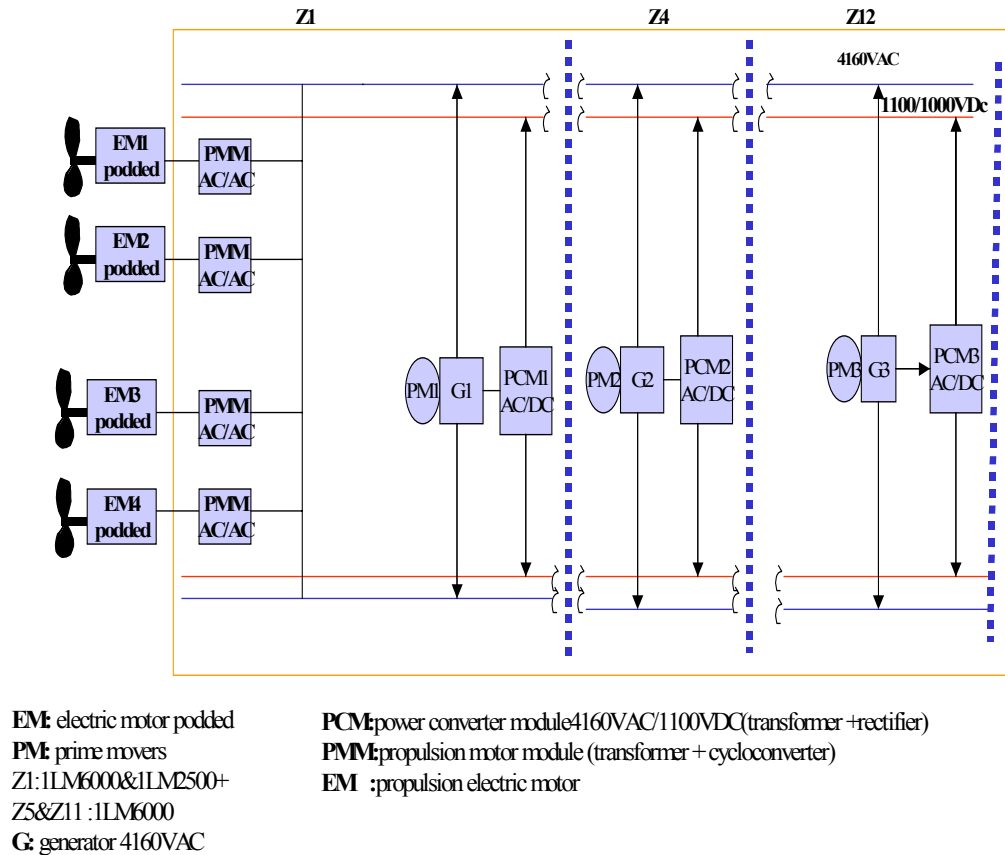 Z1 Z4 Z12
4160VAC
1100/1000VDc
EM1
podded
PMM
AC/AC
EM2
podded
PMM
AC/AC
PM1 G1 PCM1
AC/DC
PM2 G2 PCM2
AC/DC
PM3 G3 PCM3
AC/DC
EM3
podded
PMM
AC/AC
EM4
podded
PMM
AC/AC
EM: electric motor podded
PM: prime movers
Z1:1LM6000&1LM2500+
Z5&Z11 :1LM6000
G: generator 4160VAC
PCM:power converter module4160VAC/1100VDC(transformer +rectifier)
PMM:propulsion motor module (transformer + cycloconverter)
EM :propulsion electric motor